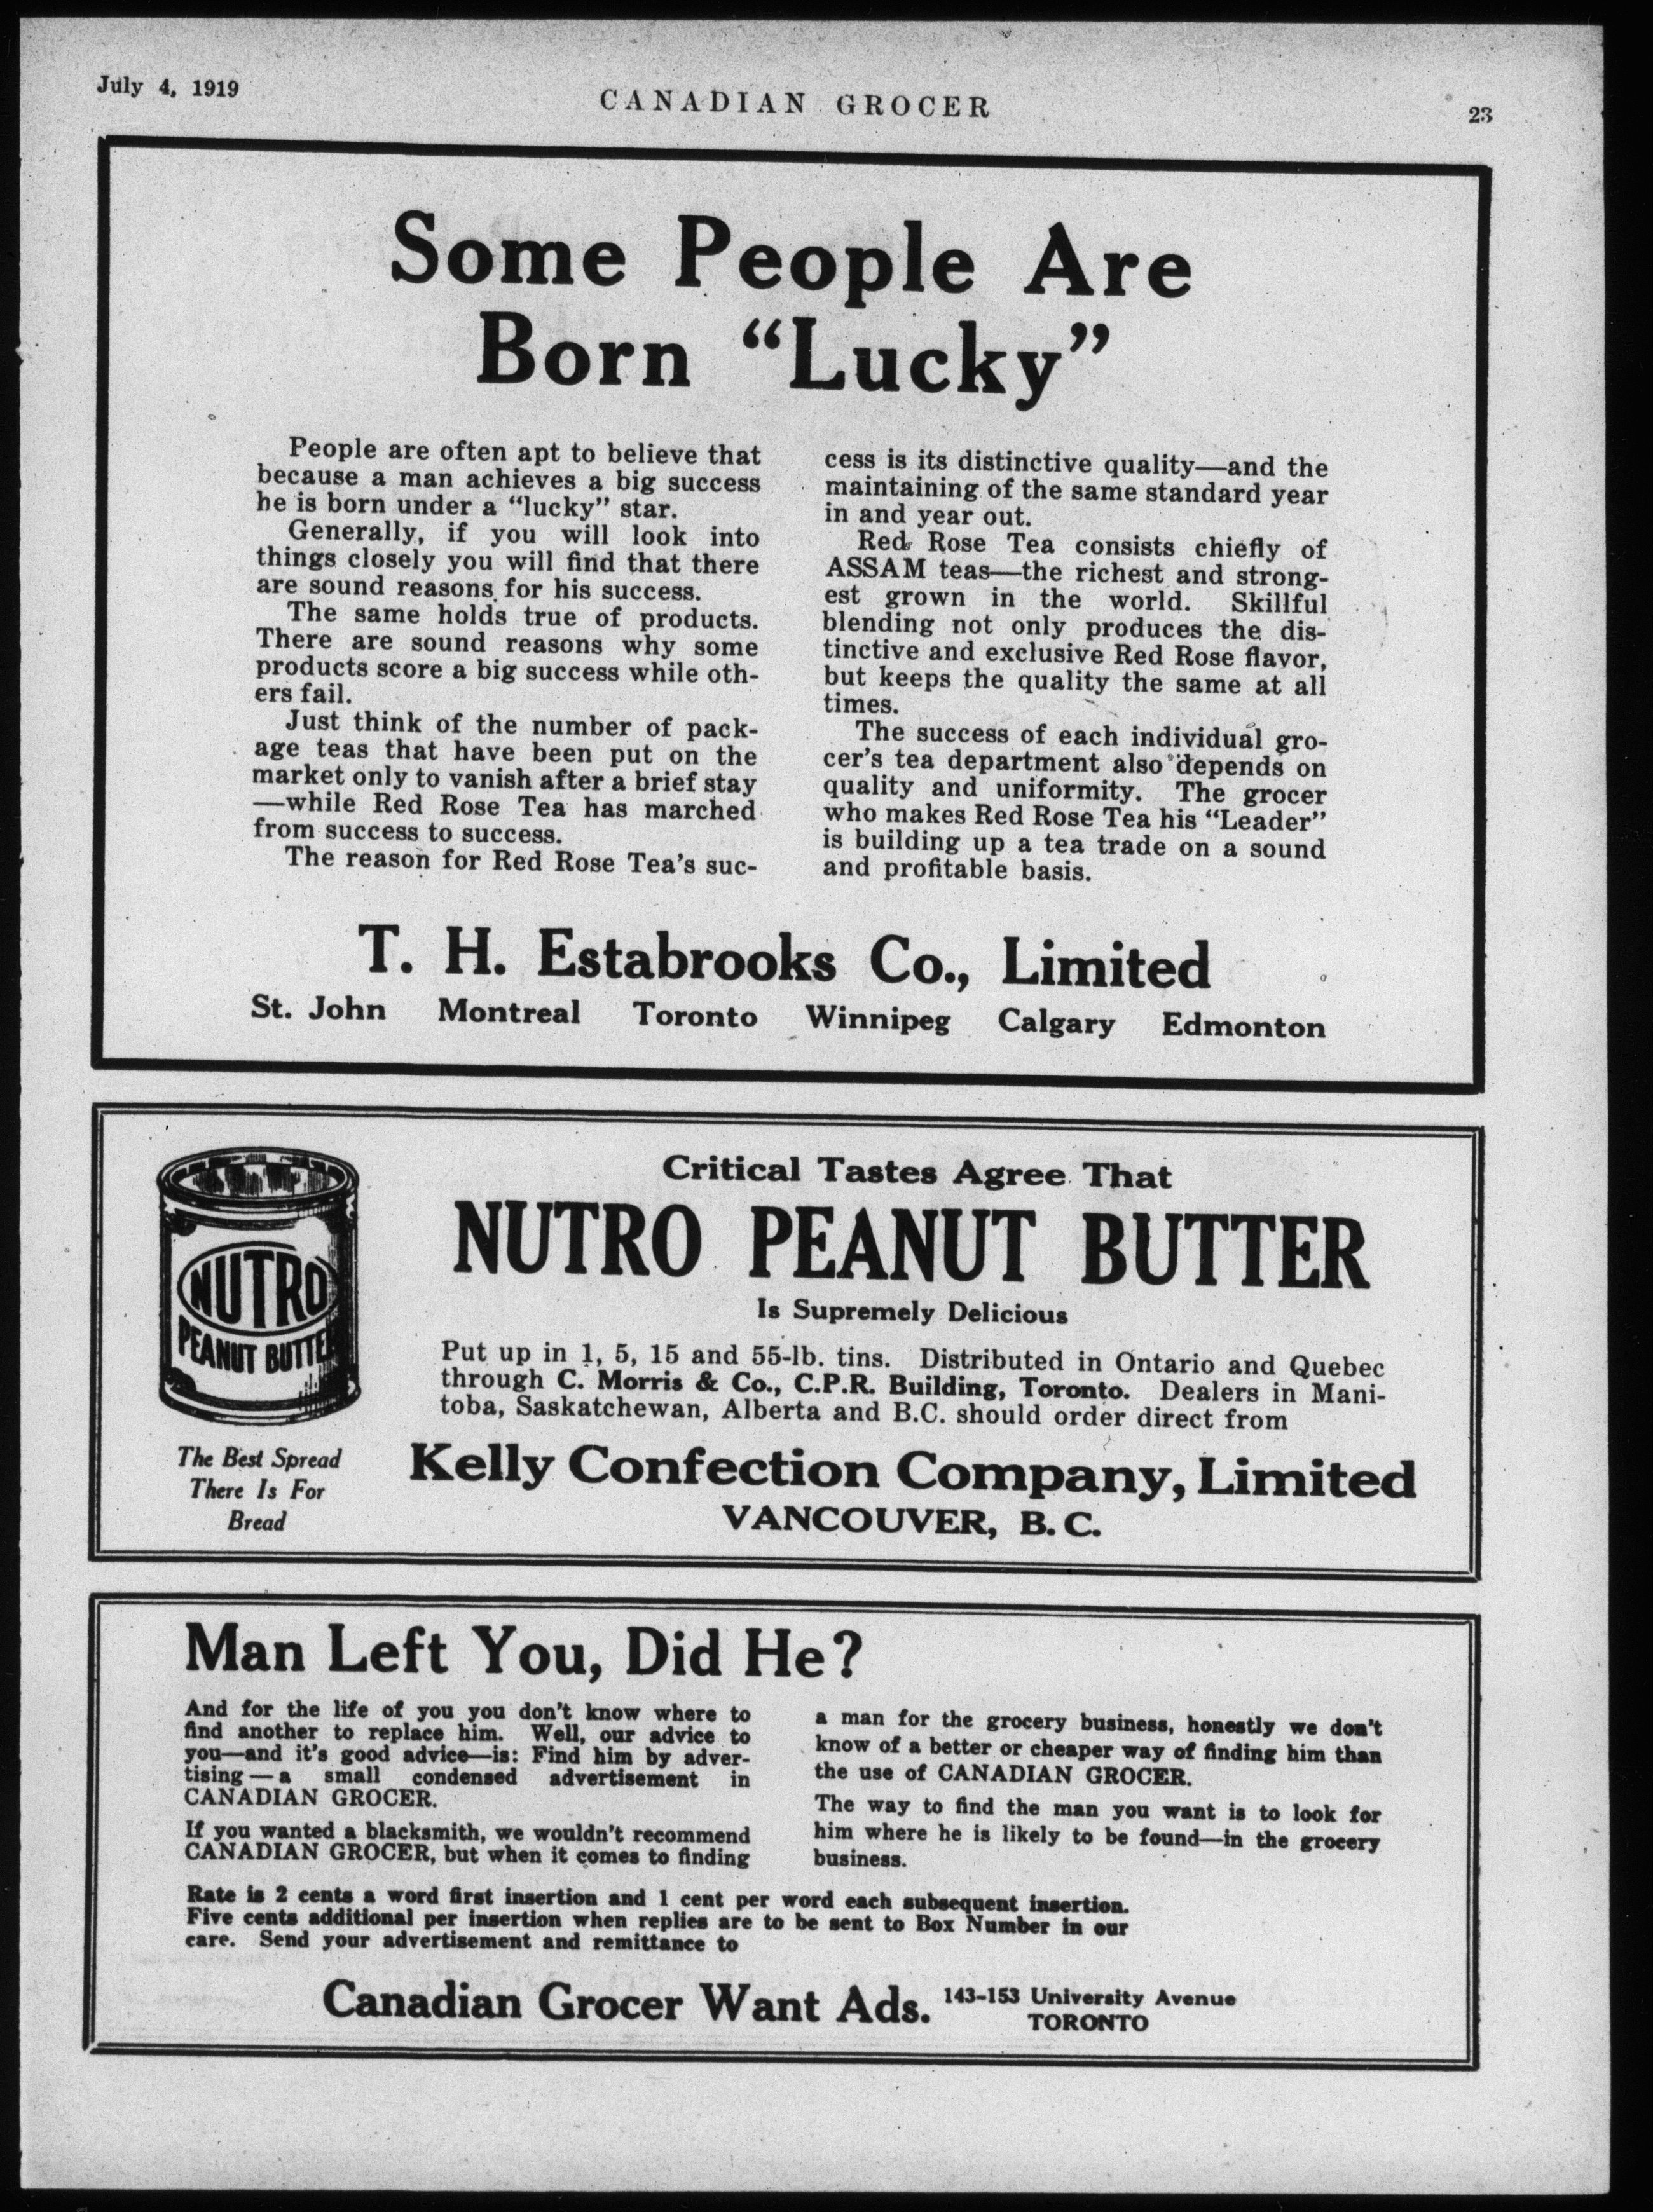 July 4, 1919
CANADIAN GROCER
23
Some People Are
Born "Lucky"
People are often apt to believe that
because a man achieves a big success
he is born under a "lucky" star.
Generally, if you will look into
things closely you will find that there
are sound reasons for his success.
The same holds true of products.
There are sound reasons why some
products score a big success while oth-
ers fail.
Just think of the number of pack-
age teas that have been put on the
market only to vanish after a brief stay
—while Red Rose Tea has marched
from success to success.
The reason for Red Rose Tea's suc-
cess is its distinctive quality—and the
maintaining of the same standard year
in and year out.
Red Rose Tea consists chiefly of
ASSAM teas—the richest and strong-
est grown in the world. Skillful
blending not only produces the dis-
tinctive and exclusive Red Rose flavor,
but keeps the quality the same at all
times.
The success of each individual gro-
cer's tea department also depends on
quality and uniformity. The grocer
who makes Red Rose Tea his "Leader"
is building up a tea trade on a sound
and profitable basis.
T. H. Estabrooks Co., Limited
St. John Montreal Toronto Winnipeg Calgary Edmonton
NUTRO
PEANUT BUTTER
The Best Spread
There Is For
Bread
Critical Tastes Agree That
NUTRO PEANUT BUTTER
Is Supremely Delicious
Put up in 1, 5, 15 and 55-lb. tins. Distributed in Ontario and Quebec
through C. Morris & Co., C.P.R. Building, Toronto. Dealers in Mani-
toba, Saskatchewan, Alberta and B.C. should order direct from
Kelly Confection Company, Limited
VANCOUVER, B. C.
Man Left You, Did He?
And for the life of you you don't know where to
find another to replace him. Well, our advice to
you—and it's good advice—is: Find him by adver-
tising—a small condensed advertisement in
CANADIAN GROCER.
If you wanted a blacksmith, we wouldn't recommend
CANADIAN GROCER, but when it comes to finding
a man for the grocery business, honestly we don't
know of a better or cheaper way of finding him than
the use of CANADIAN GROCER.
The way to find the man you want is to look for
him where he is likely to be found—in the grocery
business.
Rate is 2 cents a word first insertion and 1 cent per word each subsequent insertion.
Five cents additional per insertion when replies are to be sent to Box Number in our
care. Send your advertisement and remittance to
Canadian Grocer Want Ads. 143-153 University Avenue
TORONTO